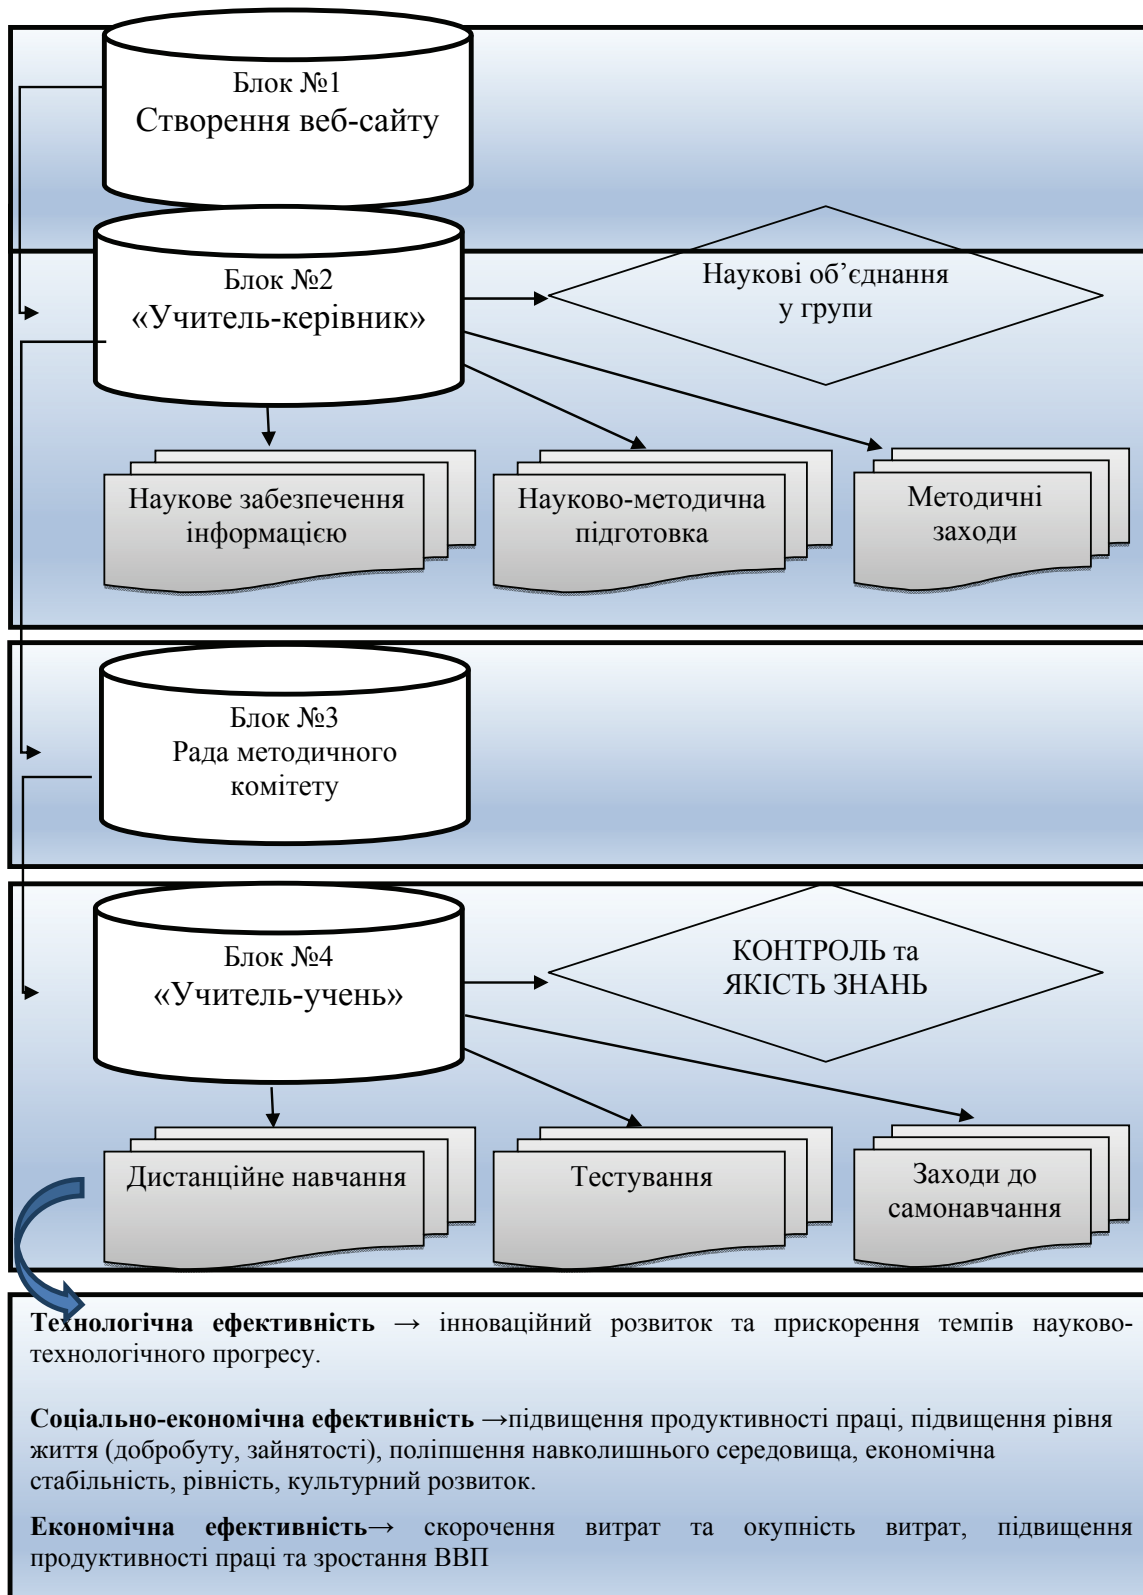 Блок №1
Створення веб-сайту
Блок №2
«Учитель-керівник»
Наукові об’єднання
у групи
Наукове забезпечення
інформацією
Науково-методична
підготовка
Методичні
заходи
Блок №3
Рада методичного
комітету
Блок №4
«Учитель-учень»
КОНТРОЛЬ та
ЯКІСТЬ ЗНАНЬ
Дистанційне навчання
Тестування
Заходи до
самонавчання
Технологічна ефективність → інноваційний розвиток та прискорення темпів науково-
технологічного прогресу.
Соціально-економічна ефективність →підвищення продуктивності праці, підвищення рівня
життя (добробуту, зайнятості), поліпшення навколишнього середовища, економічна
стабільність, рівність, культурний розвиток.
Економічна ефективність→ скорочення витрат та окупність витрат, підвищення
продуктивності праці та зростання ВВП